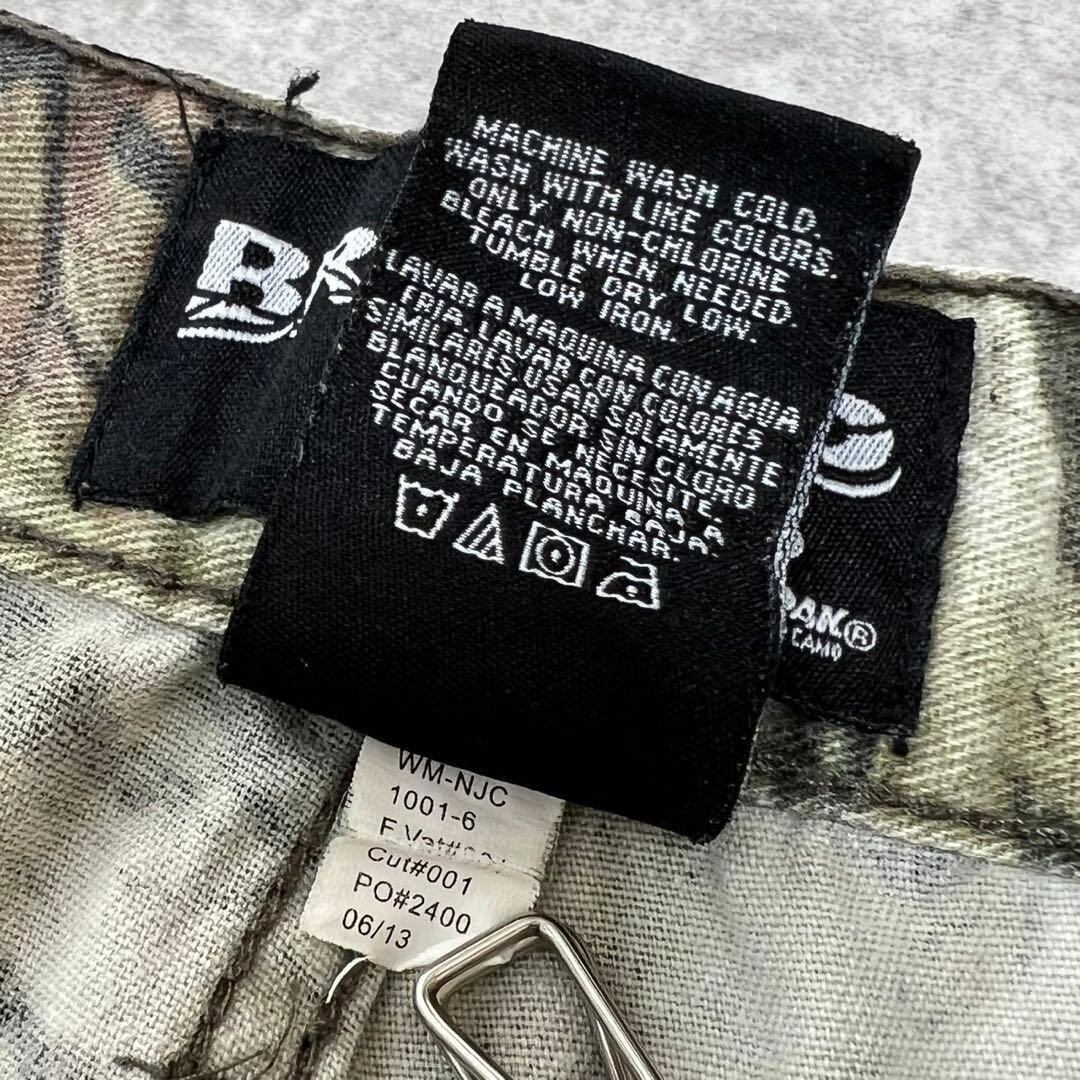 MACHINE WASH COLD.
WASH WITH LIKE COLORS.
ONLY NON-CHLORINE
BLEACH WHEN NEEDED.
TUMBLE DRY LOW.
LOW IRON.
LAVAR A MAQUINA CON AGUA
FRIA. LAVAR CON COLORES
SIMILARES. USAR SOLAMENTE
BLANQUEADOR SIN CLORO
CUANDO SE NECESITE.
SECAR EN MAQUINA A
TEMPERATURA BAJA.
BAJA PLANCHAR.
B
®
CAMO
WM-NJC
1001-6
Cut#001
PO#2400
06/13